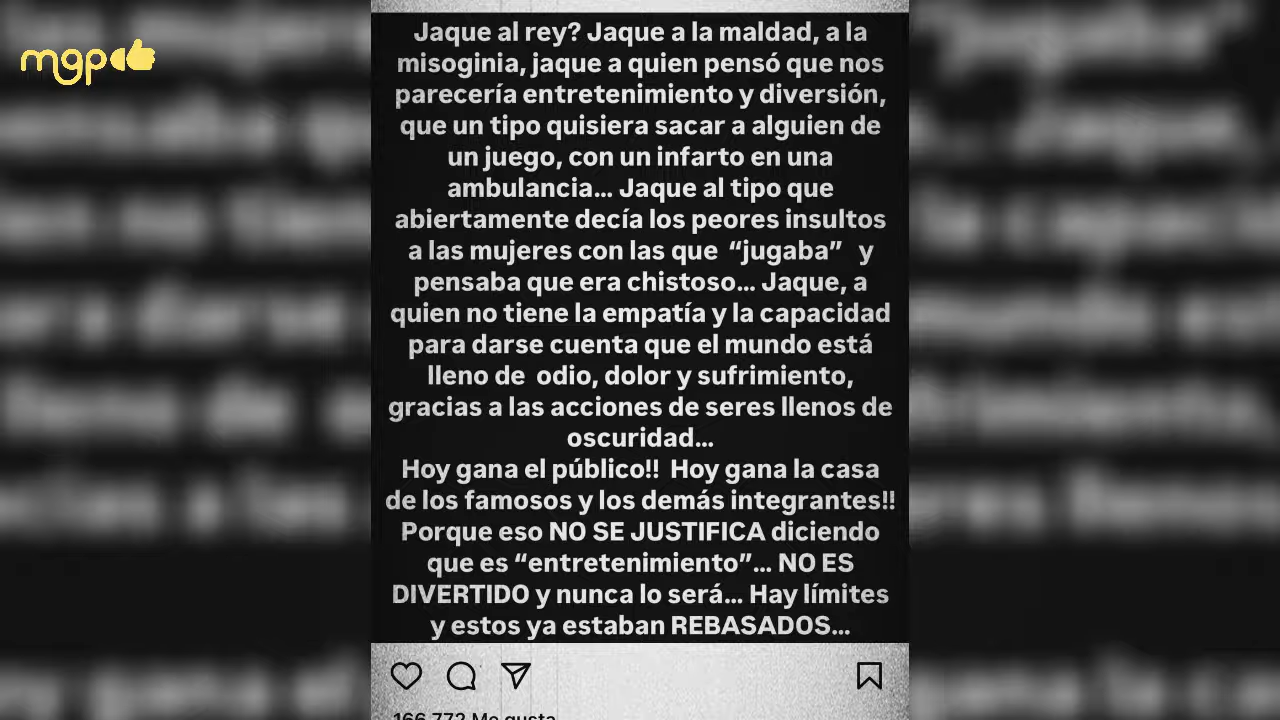 mgp
Jaque al rey? Jaque a la maldad, a la
misoginia, jaque a quien pensó que nos
parecería entretenimiento y diversión,
que un tipo quisiera sacar a alguien de
un juego, con un infarto en una
ambulancia... Jaque al tipo que
abiertamente decía los peores insultos
a las mujeres con las que “jugaba” y
pensaba que era chistoso... Jaque, a
quien no tiene la empatía y la capacidad
para darse cuenta que el mundo está
lleno de odio, dolor y sufrimiento,
gracias a las acciones de seres llenos de
oscuridad...
Hoy gana el público!! Hoy gana la casa
de los famosos y los demás integrantes!!
Porque eso NO SE JUSTIFICA diciendo
que es “entretenimiento”... NO ES
DIVERTIDO y nunca lo será... Hay límites
y estos ya estaban REBASADOS...
166,772 Me gusta